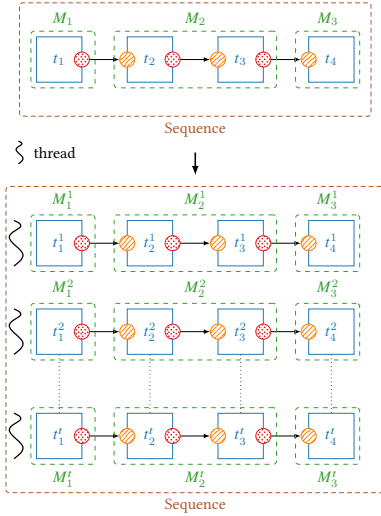 M₁ M₂ M₃
t₁ t₂ t₃ t₄
Sequence
thread
M₁¹ M₂¹ M₃¹
t₁¹ t₂¹ t₃¹ t₄¹
M₁² M₂² M₃²
t₁² t₂² t₃² t₄²
t₁ᵗ t₂ᵗ t₃ᵗ t₄ᵗ
M₁ᵗ M₂ᵗ M₃ᵗ
Sequence